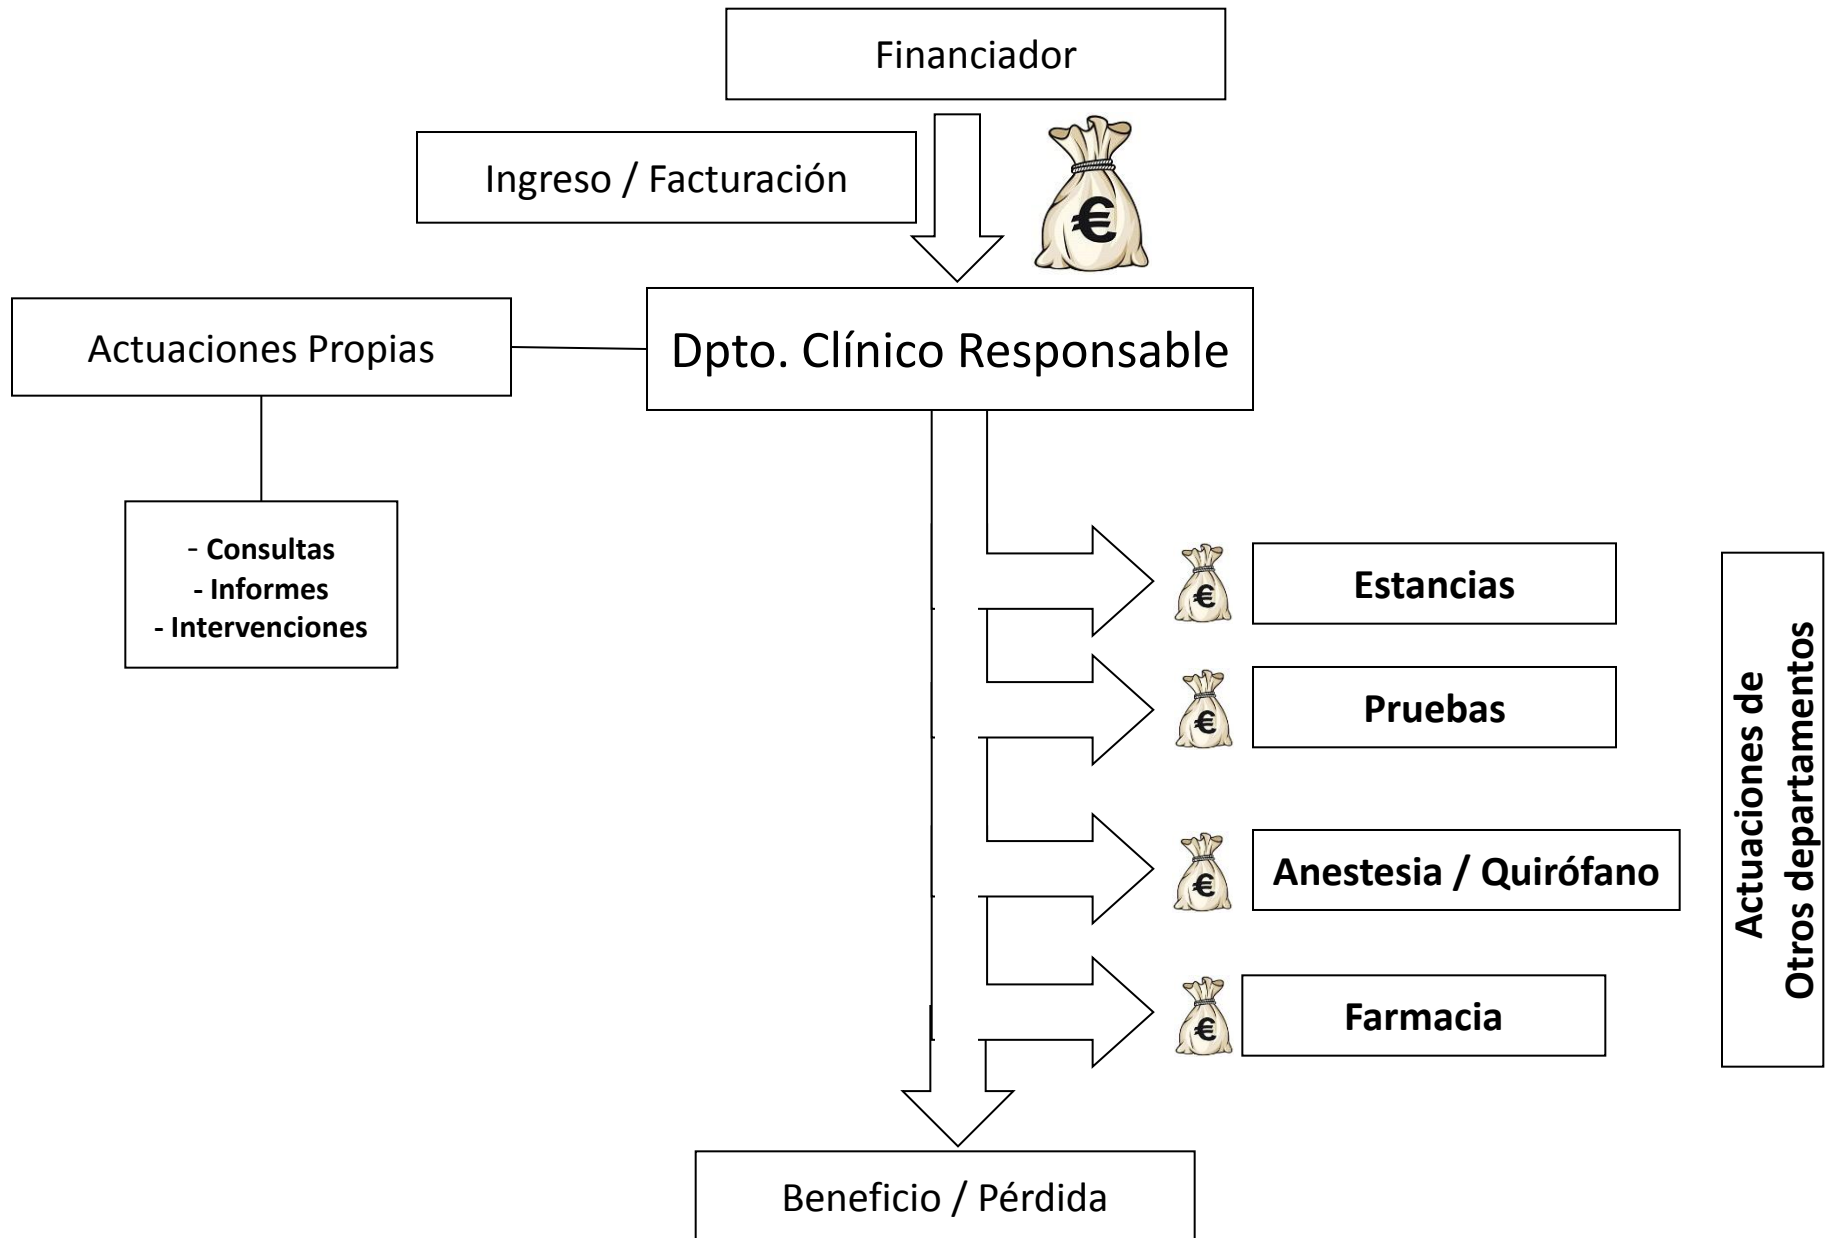 Financiador
Ingreso / Facturación
€
Actuaciones Propias
Dpto. Clínico Responsable
- Consultas
- Informes
- Intervenciones
€
Estancias
€
Pruebas
€
Anestesia / Quirófano
€
Farmacia
Actuaciones de
Otros departamentos
Beneficio / Pérdida